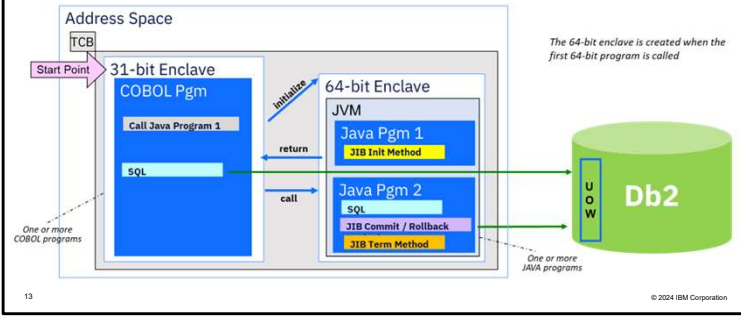 Address Space
TCB
Start Point
31-bit Enclave
COBOL Pgm
Call Java Program 1
SQL
One or more
COBOL programs
initialize
return
call
64-bit Enclave
JVM
Java Pgm 1
JIB Init Method
Java Pgm 2
SQL
JIB Commit / Rollback
JIB Term Method
One or more
JAVA programs
The 64-bit enclave is created when the
first 64-bit program is called
U
O
W
Db2
13
© 2024 IBM Corporation